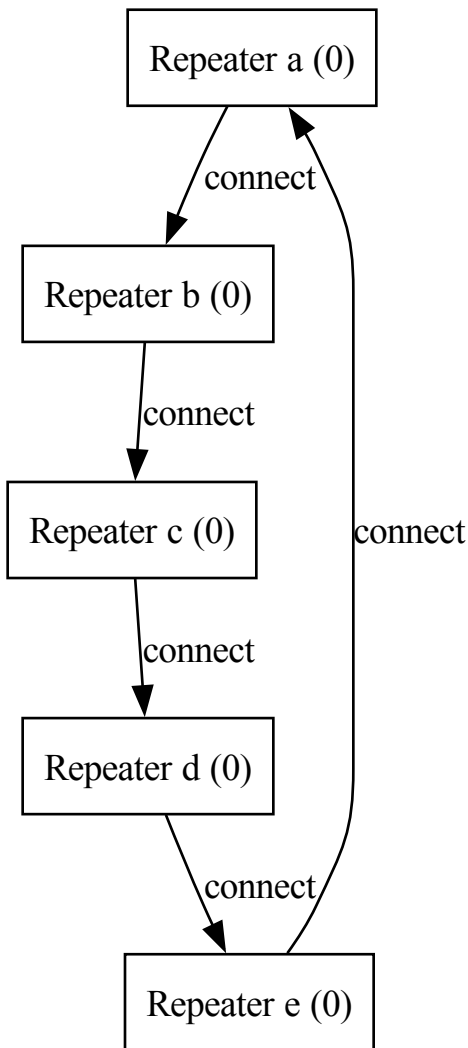 Repeater a (0)
connect
Repeater b (0)
connect
Repeater c (0)
connect
connect
Repeater d (0)
connect
Repeater e (0)